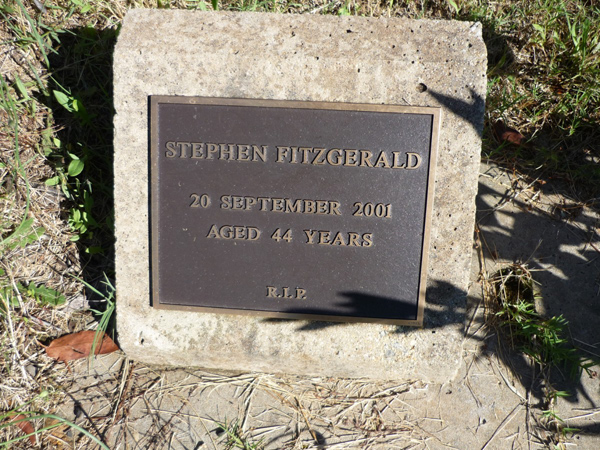 STEPHEN FITZGERALD
20 SEPTEMBER 2001
AGED 44 YEARS
R.I.P.